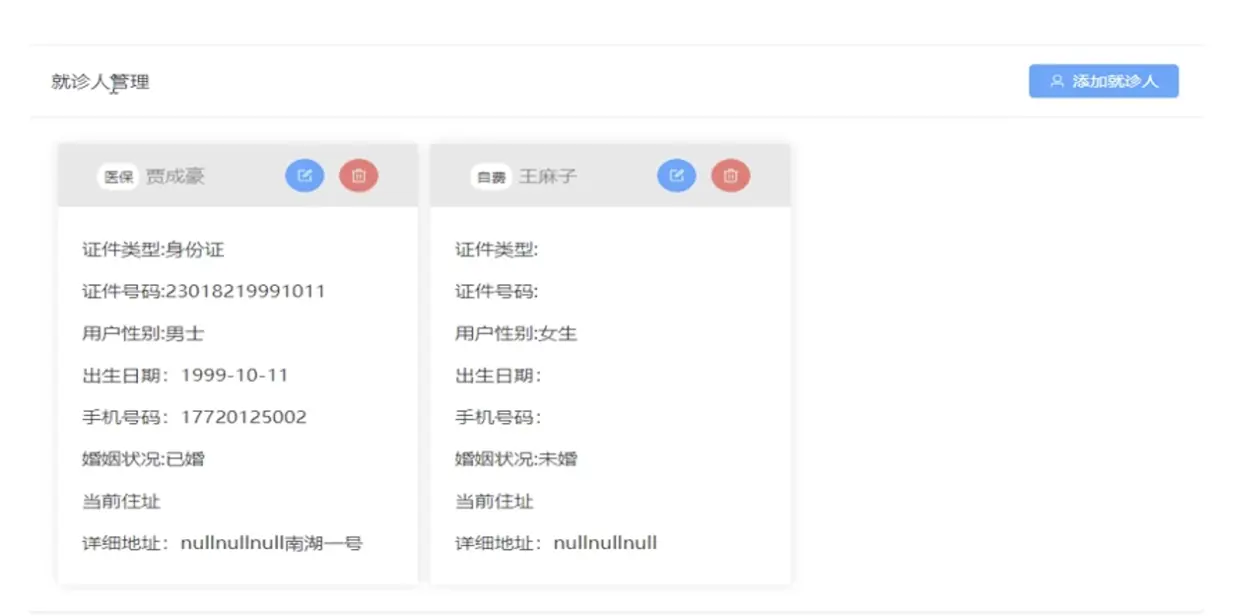 就诊人管理
添加就诊人
医保 贾成豪
证件类型:身份证
证件号码:23018219991011
用户性别:男士
出生日期：1999-10-11
手机号码：17720125002
婚姻状况:已婚
当前住址
详细地址：nullnullnull南湖一号
自费 王麻子
证件类型:
证件号码:
用户性别:女生
出生日期：
手机号码：
婚姻状况:未婚
当前住址
详细地址：nullnullnull